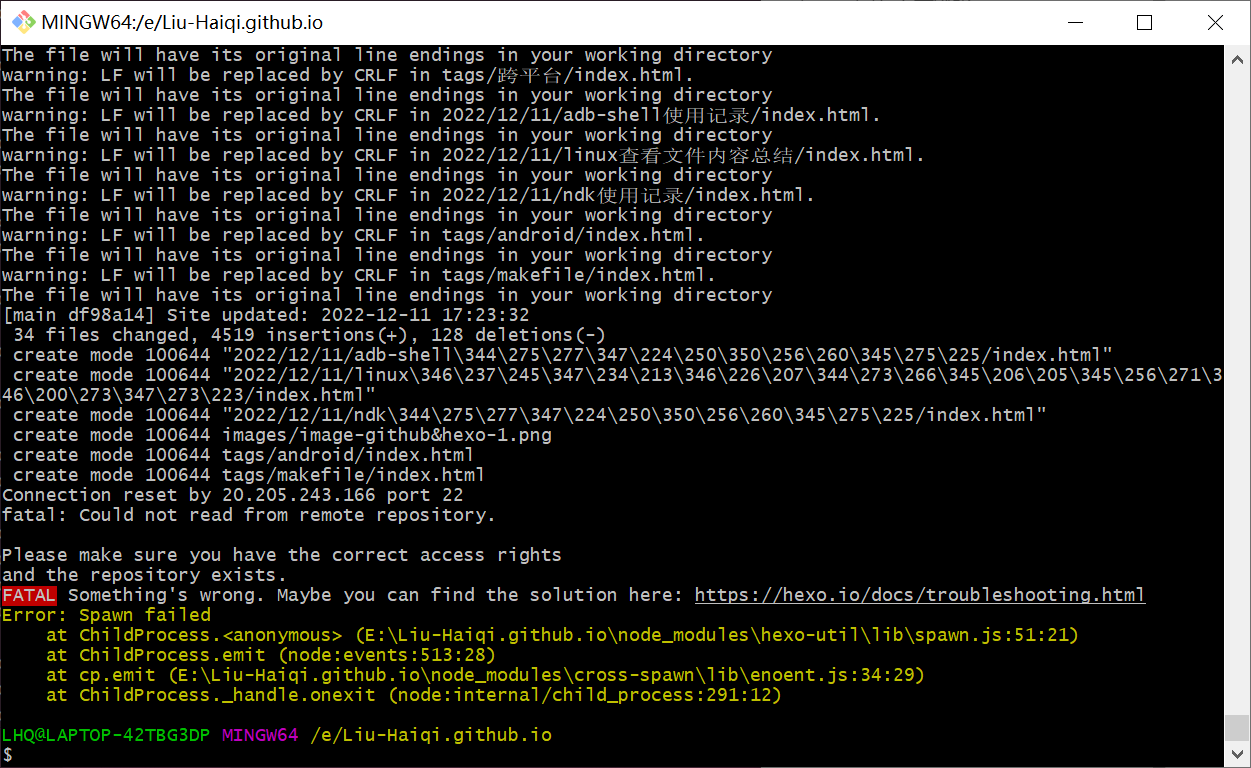 MINGW64:/e/Liu-Haiqi.github.io
The file will have its original line endings in your working directory
warning: LF will be replaced by CRLF in tags/跨平台/index.html.
The file will have its original line endings in your working directory
warning: LF will be replaced by CRLF in 2022/12/11/adb-shell使用记录/index.html.
The file will have its original line endings in your working directory
warning: LF will be replaced by CRLF in 2022/12/11/linux查看文件内容总结/index.html.
The file will have its original line endings in your working directory
warning: LF will be replaced by CRLF in 2022/12/11/ndk使用记录/index.html.
The file will have its original line endings in your working directory
warning: LF will be replaced by CRLF in tags/android/index.html.
The file will have its original line endings in your working directory
warning: LF will be replaced by CRLF in tags/makefile/index.html.
The file will have its original line endings in your working directory
[main df98a14] Site updated: 2022-12-11 17:23:32
 34 files changed, 4519 insertions(+), 128 deletions(-)
 create mode 100644 "2022/12/11/adb-shell\344\275\277\347\224\250\350\256\260\345\275\225/index.html"
 create mode 100644 "2022/12/11/linux\346\237\245\347\234\213\346\226\207\344\273\266\345\206\205\345\256\271\3
46\200\273\347\273\223/index.html"
 create mode 100644 "2022/12/11/ndk\344\275\277\347\224\250\350\256\260\345\275\225/index.html"
 create mode 100644 images/image-github&hexo-1.png
 create mode 100644 tags/android/index.html
 create mode 100644 tags/makefile/index.html
Connection reset by 20.205.243.166 port 22
fatal: Could not read from remote repository.

Please make sure you have the correct access rights
and the repository exists.
FATAL Something's wrong. Maybe you can find the solution here: https://hexo.io/docs/troubleshooting.html
Error: Spawn failed
    at ChildProcess.<anonymous> (E:\Liu-Haiqi.github.io\node_modules\hexo-util\lib\spawn.js:51:21)
    at ChildProcess.emit (node:events:513:28)
    at cp.emit (E:\Liu-Haiqi.github.io\node_modules\cross-spawn\lib\enoent.js:34:29)
    at ChildProcess._handle.onexit (node:internal/child_process:291:12)

LHQ@LAPTOP-42TBG3DP MINGW64 /e/Liu-Haiqi.github.io
$